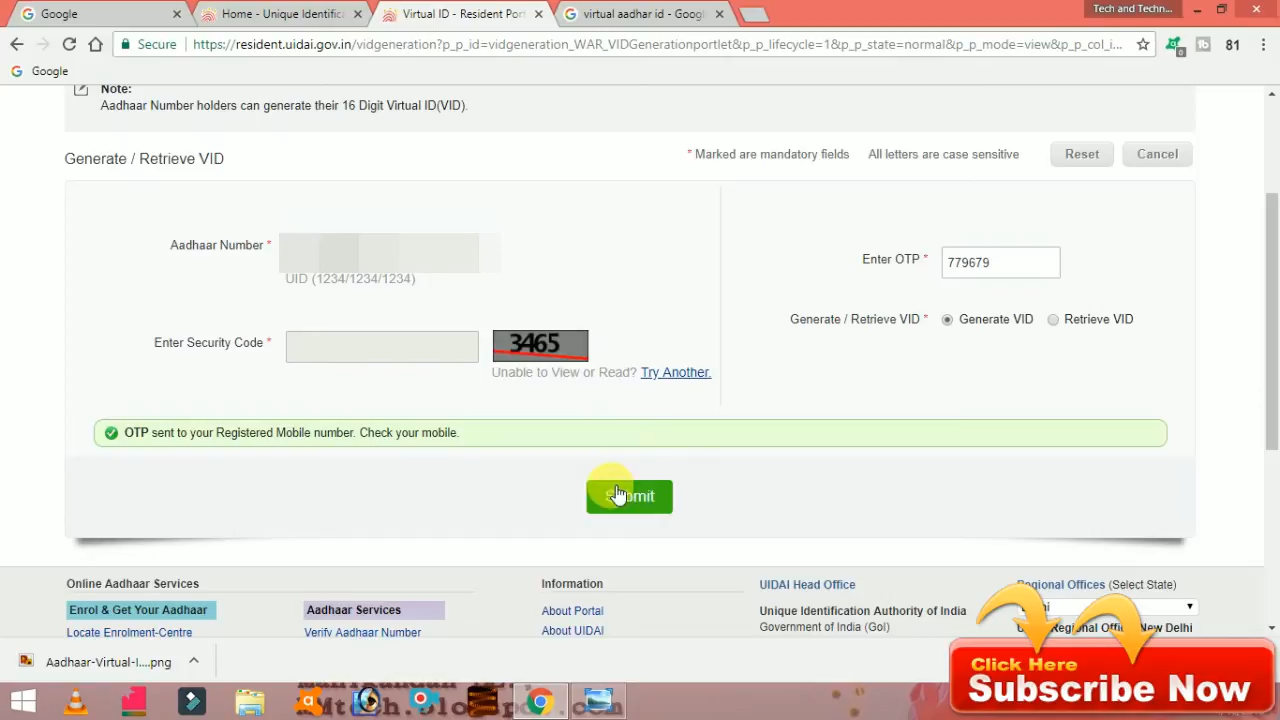 Google
Home - Unique Identific
Virtual ID - Resident Port
virtual aadhar id - Googl
Tech and Techn...
Secure
https://resident.uidai.gov.in/vidgeneration?p_p_id=vidgeneration_WAR_VIDGenerationportlet&p_p_lifecycle=1&p_p_state=normal&p_p_mode=view&p_p_col_i...
0
81
Google
Note:
Aadhaar Number holders can generate their 16 Digit Virtual ID(VID).
Generate / Retrieve VID
* Marked are mandatory fields
All letters are case sensitive
Reset
Cancel
Aadhaar Number *
UID (1234/1234/1234)
Enter OTP *
779679
Generate / Retrieve VID *
Generate VID
Retrieve VID
Enter Security Code *
3465
Unable to View or Read? Try Another.
OTP sent to your Registered Mobile number. Check your mobile.
Submit
Online Aadhaar Services
Information
UIDAI Head Office
Regional Offices (Select State)
Enrol & Get Your Aadhaar
Aadhaar Services
About Portal
Unique Identification Authority of India
Government of India (GoI)
Locate Enrolment-Centre
Verify Aadhaar Number
About UIDAI
New Delhi
Aadhaar-Virtual-I....png
Click Here
Subscribe Now